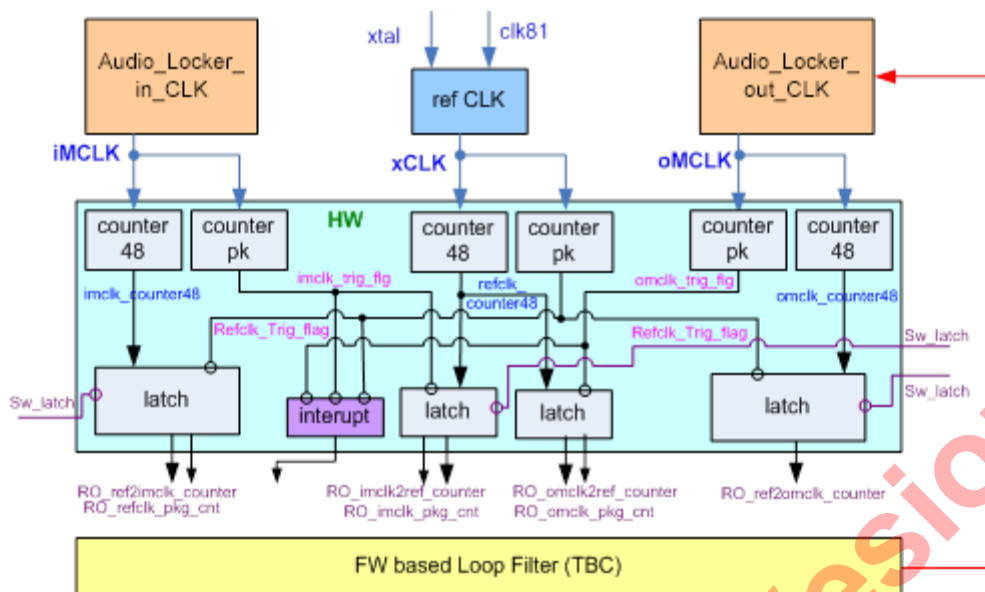 xtal
clk81
Audio_Locker_
in_CLK
ref CLK
Audio_Locker_
out_CLK
iMCLK
xCLK
oMCLK
HW
counter
48
counter
pk
counter
48
counter
pk
counter
pk
counter
48
imclk_trig_flg
refclk_
counter48
omclk_trig_flg
imclk_counter48
omclk_counter48
Refclk_Trig_flag
Refclk_Trig_flag
Sw_latch
Sw_latch
Sw_latch
latch
interupt
latch
latch
latch
RO_ref2imclk_counter
RO_refclk_pkg_cnt
RO_imclk2ref_counter
RO_imclk_pkg_cnt
RO_omclk2ref_counter
RO_omclk_pkg_cnt
RO_ref2omclk_counter
FW based Loop Filter (TBC)